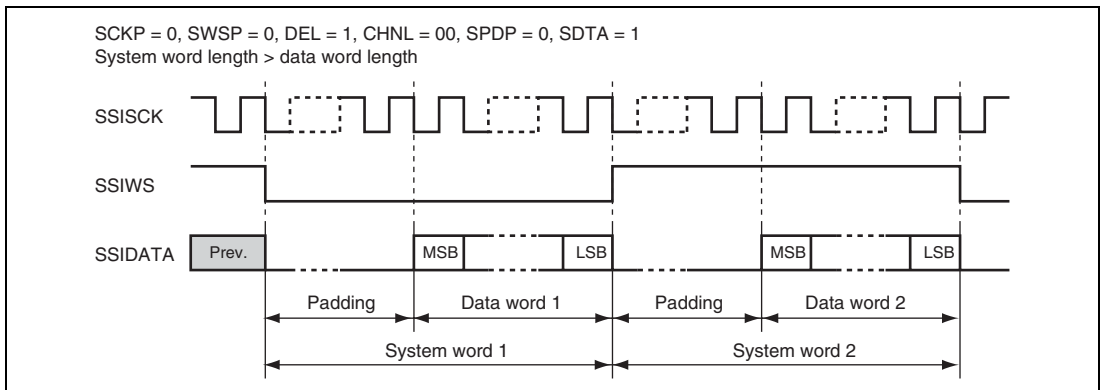 SCKP = 0, SWSP = 0, DEL = 1, CHNL = 00, SPDP = 0, SDTA = 1
System word length > data word length
SSISCK
SSIWS
SSIDATA Prev. MSB LSB MSB LSB
Padding Data word 1 Padding Data word 2
System word 1 System word 2